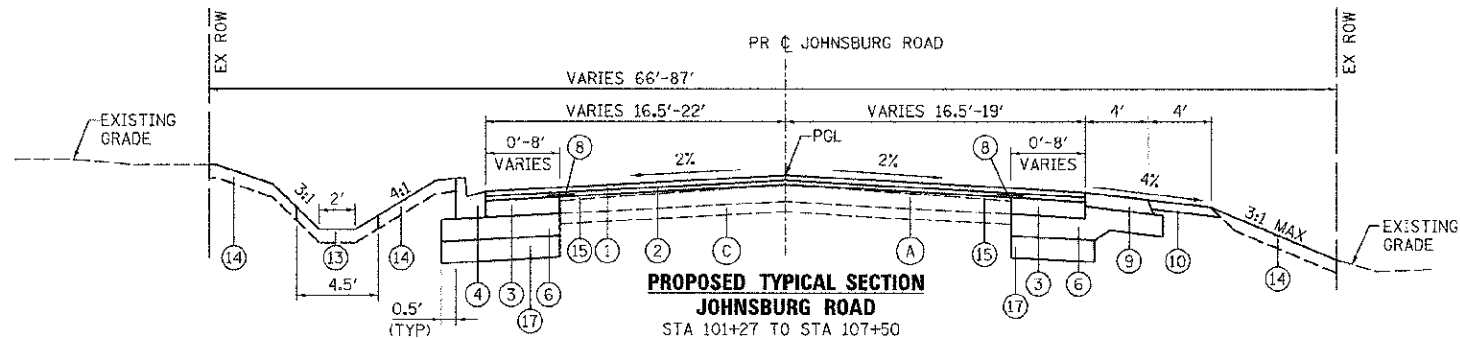 EX ROW
EX ROW
PR ℄ JOHNSBURG ROAD
VARIES 66'-87'
VARIES 16.5'-22'
VARIES 16.5'-19'
4'
4'
EXISTING
GRADE
0'-8'
VARIES
8
PGL
8
0'-8'
VARIES
2%
2%
4%
3:1
2'
4:1
3:1 MAX
EXISTING
GRADE
14
13
14
4.5'
0.5'
(TYP)
4
3
17
6
15
1
2
C
A
15
17
3
6
9
10
14
PROPOSED TYPICAL SECTION
JOHNSBURG ROAD
STA 101+27 TO STA 107+50